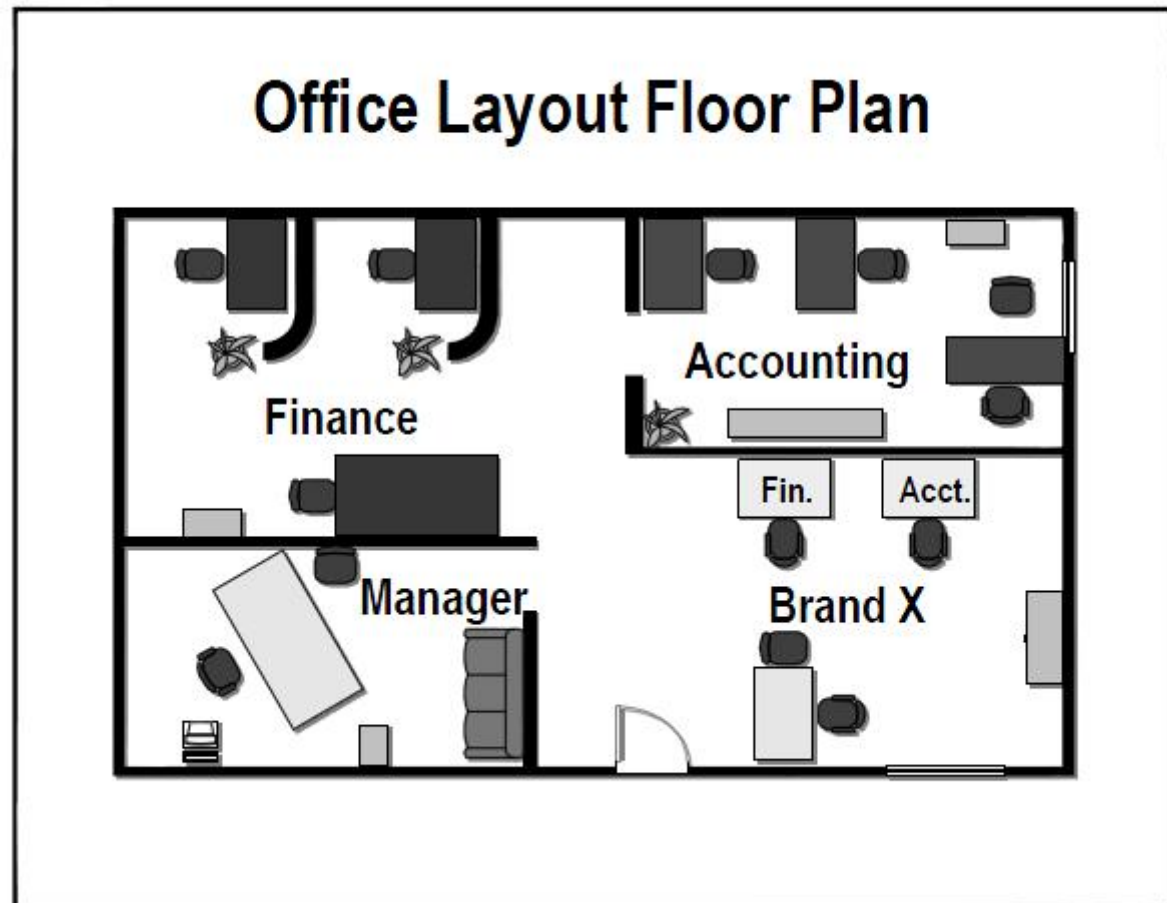 Office Layout Floor Plan
Accounting
Finance
Fin.
Acct.
Manager
Brand X